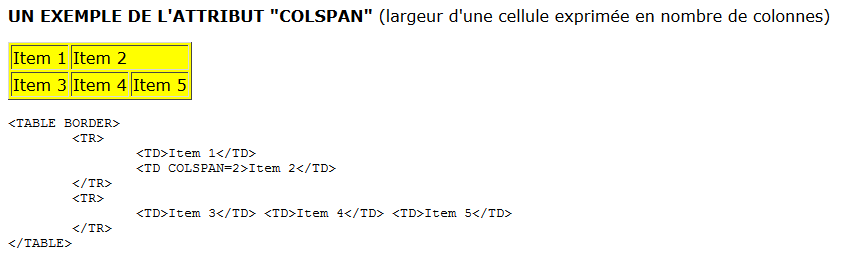 UN EXEMPLE DE L'ATTRIBUT "COLSPAN" (largeur d'une cellule exprimée en nombre de colonnes)
Item 1 Item 2
Item 3 Item 4 Item 5
<TABLE BORDER>
<TR>
<TD>Item 1</TD>
<TD COLSPAN=2>Item 2</TD>
</TR>
<TR>
<TD>Item 3</TD> <TD>Item 4</TD> <TD>Item 5</TD>
</TR>
</TABLE>